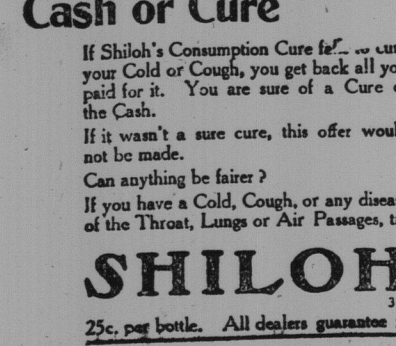 Cash or Cure
If Shiloh's Consumption Cure
your Cold or Cough, you get back all
paid for it. You are sure of a Cure
the Cash.
If it wasn't a sure cure, this offer
not be made.
Can anything be fairer?
If you have a Cold, Cough, or any
of the Throat, Lungs or Air Passages,
SHILOH
25c. per bottle. All dealers guarantee